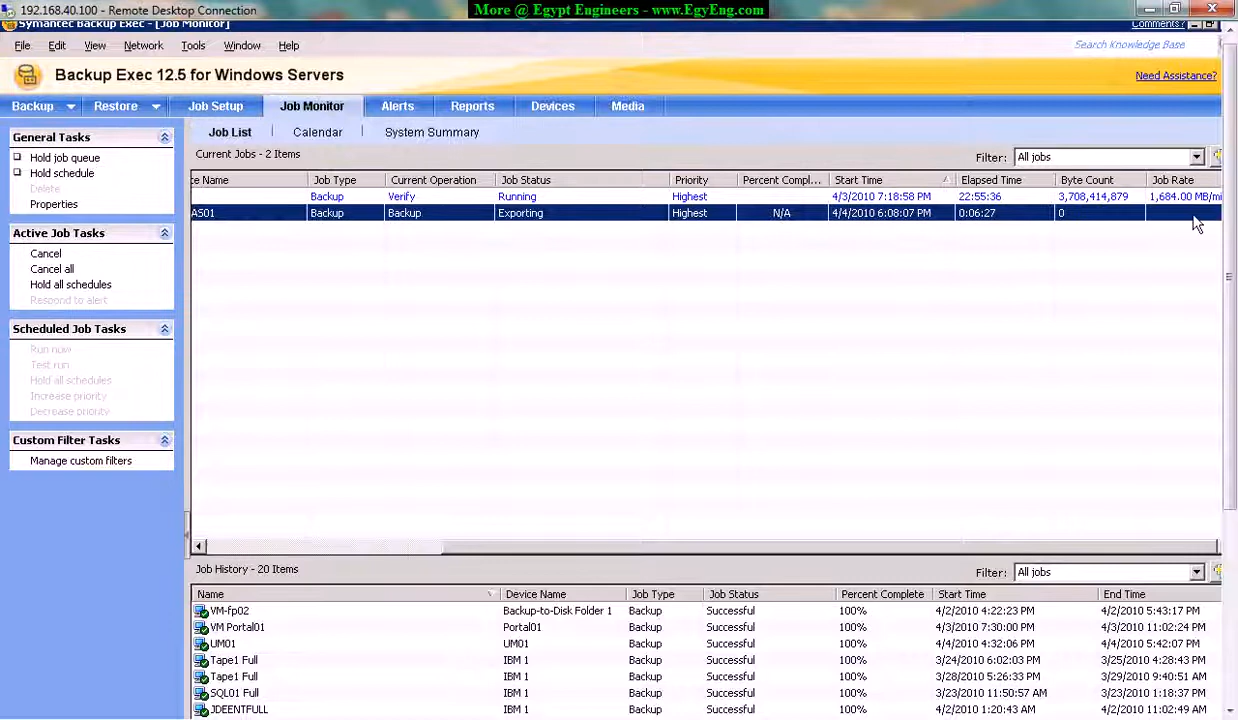 192.168.40.100 - Remote Desktop Connection
More @ Egypt Engineers - www.EgyEng.com
Symantec Backup Exec - [Job Monitor]
Comments?
File Edit View Network Tools Window Help
Search Knowledge Base
Backup Exec 12.5 for Windows Servers
Need Assistance?
Backup Restore Job Setup Job Monitor Alerts Reports Devices Media
Job List Calendar System Summary
General Tasks
Hold job queue
Hold schedule
Delete
Properties
Active Job Tasks
Cancel
Cancel all
Hold all schedules
Respond to alert
Scheduled Job Tasks
Run now
Test run
Hold all schedules
Increase priority
Decrease priority
Custom Filter Tasks
Manage custom filters
Current Jobs - 2 Items
Filter: All jobs
ce Name Job Type Current Operation Job Status Priority Percent Compl... Start Time Elapsed Time Byte Count Job Rate
Backup Verify Running Highest 4/3/2010 7:18:58 PM 22:55:36 3,708,414,879 1,684.00 MB/mi
AS01 Backup Backup Exporting Highest N/A 4/4/2010 6:08:07 PM 0:06:27 0
Job History - 20 Items
Filter: All jobs
Name Device Name Job Type Job Status Percent Complete Start Time End Time
VM-fp02 Backup-to-Disk Folder 1 Backup Successful 100% 4/2/2010 4:22:23 PM 4/2/2010 5:43:17 PM
VM Portal01 Portal01 Backup Successful 100% 4/3/2010 7:30:00 PM 4/3/2010 11:02:24 PM
UM01 UM01 Backup Successful 100% 4/4/2010 4:32:06 PM 4/4/2010 5:42:07 PM
Tape1 Full IBM 1 Backup Successful 100% 3/24/2010 6:02:03 PM 3/25/2010 4:28:43 PM
Tape1 Full IBM 1 Backup Successful 100% 3/28/2010 5:26:33 PM 3/29/2010 9:40:51 AM
SQL01 Full IBM 1 Backup Successful 100% 3/23/2010 11:50:57 AM 3/23/2010 1:18:37 PM
JDEENTFULL IBM 1 Backup Successful 100% 4/2/2010 1:20:43 AM 4/2/2010 11:02:49 AM